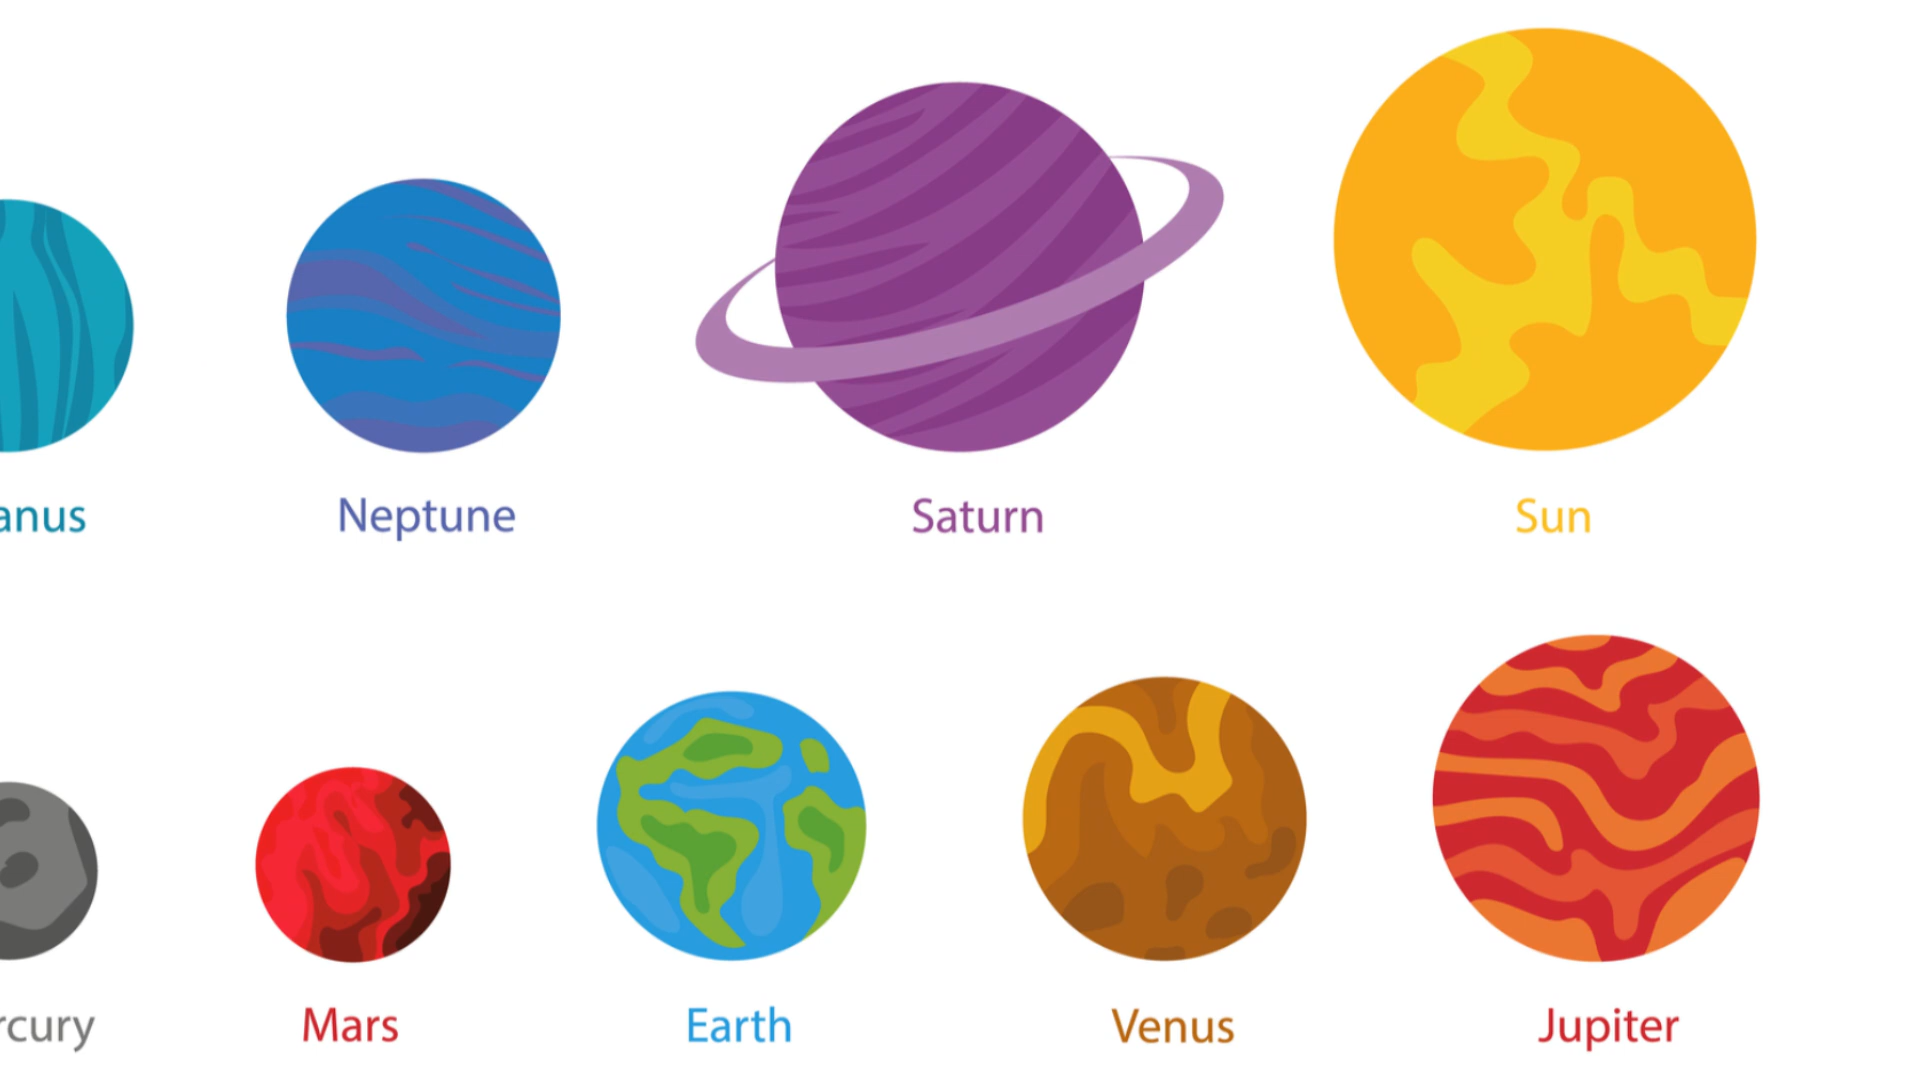 anus
Neptune
Saturn
Sun
rcury
Mars
Earth
Venus
Jupiter